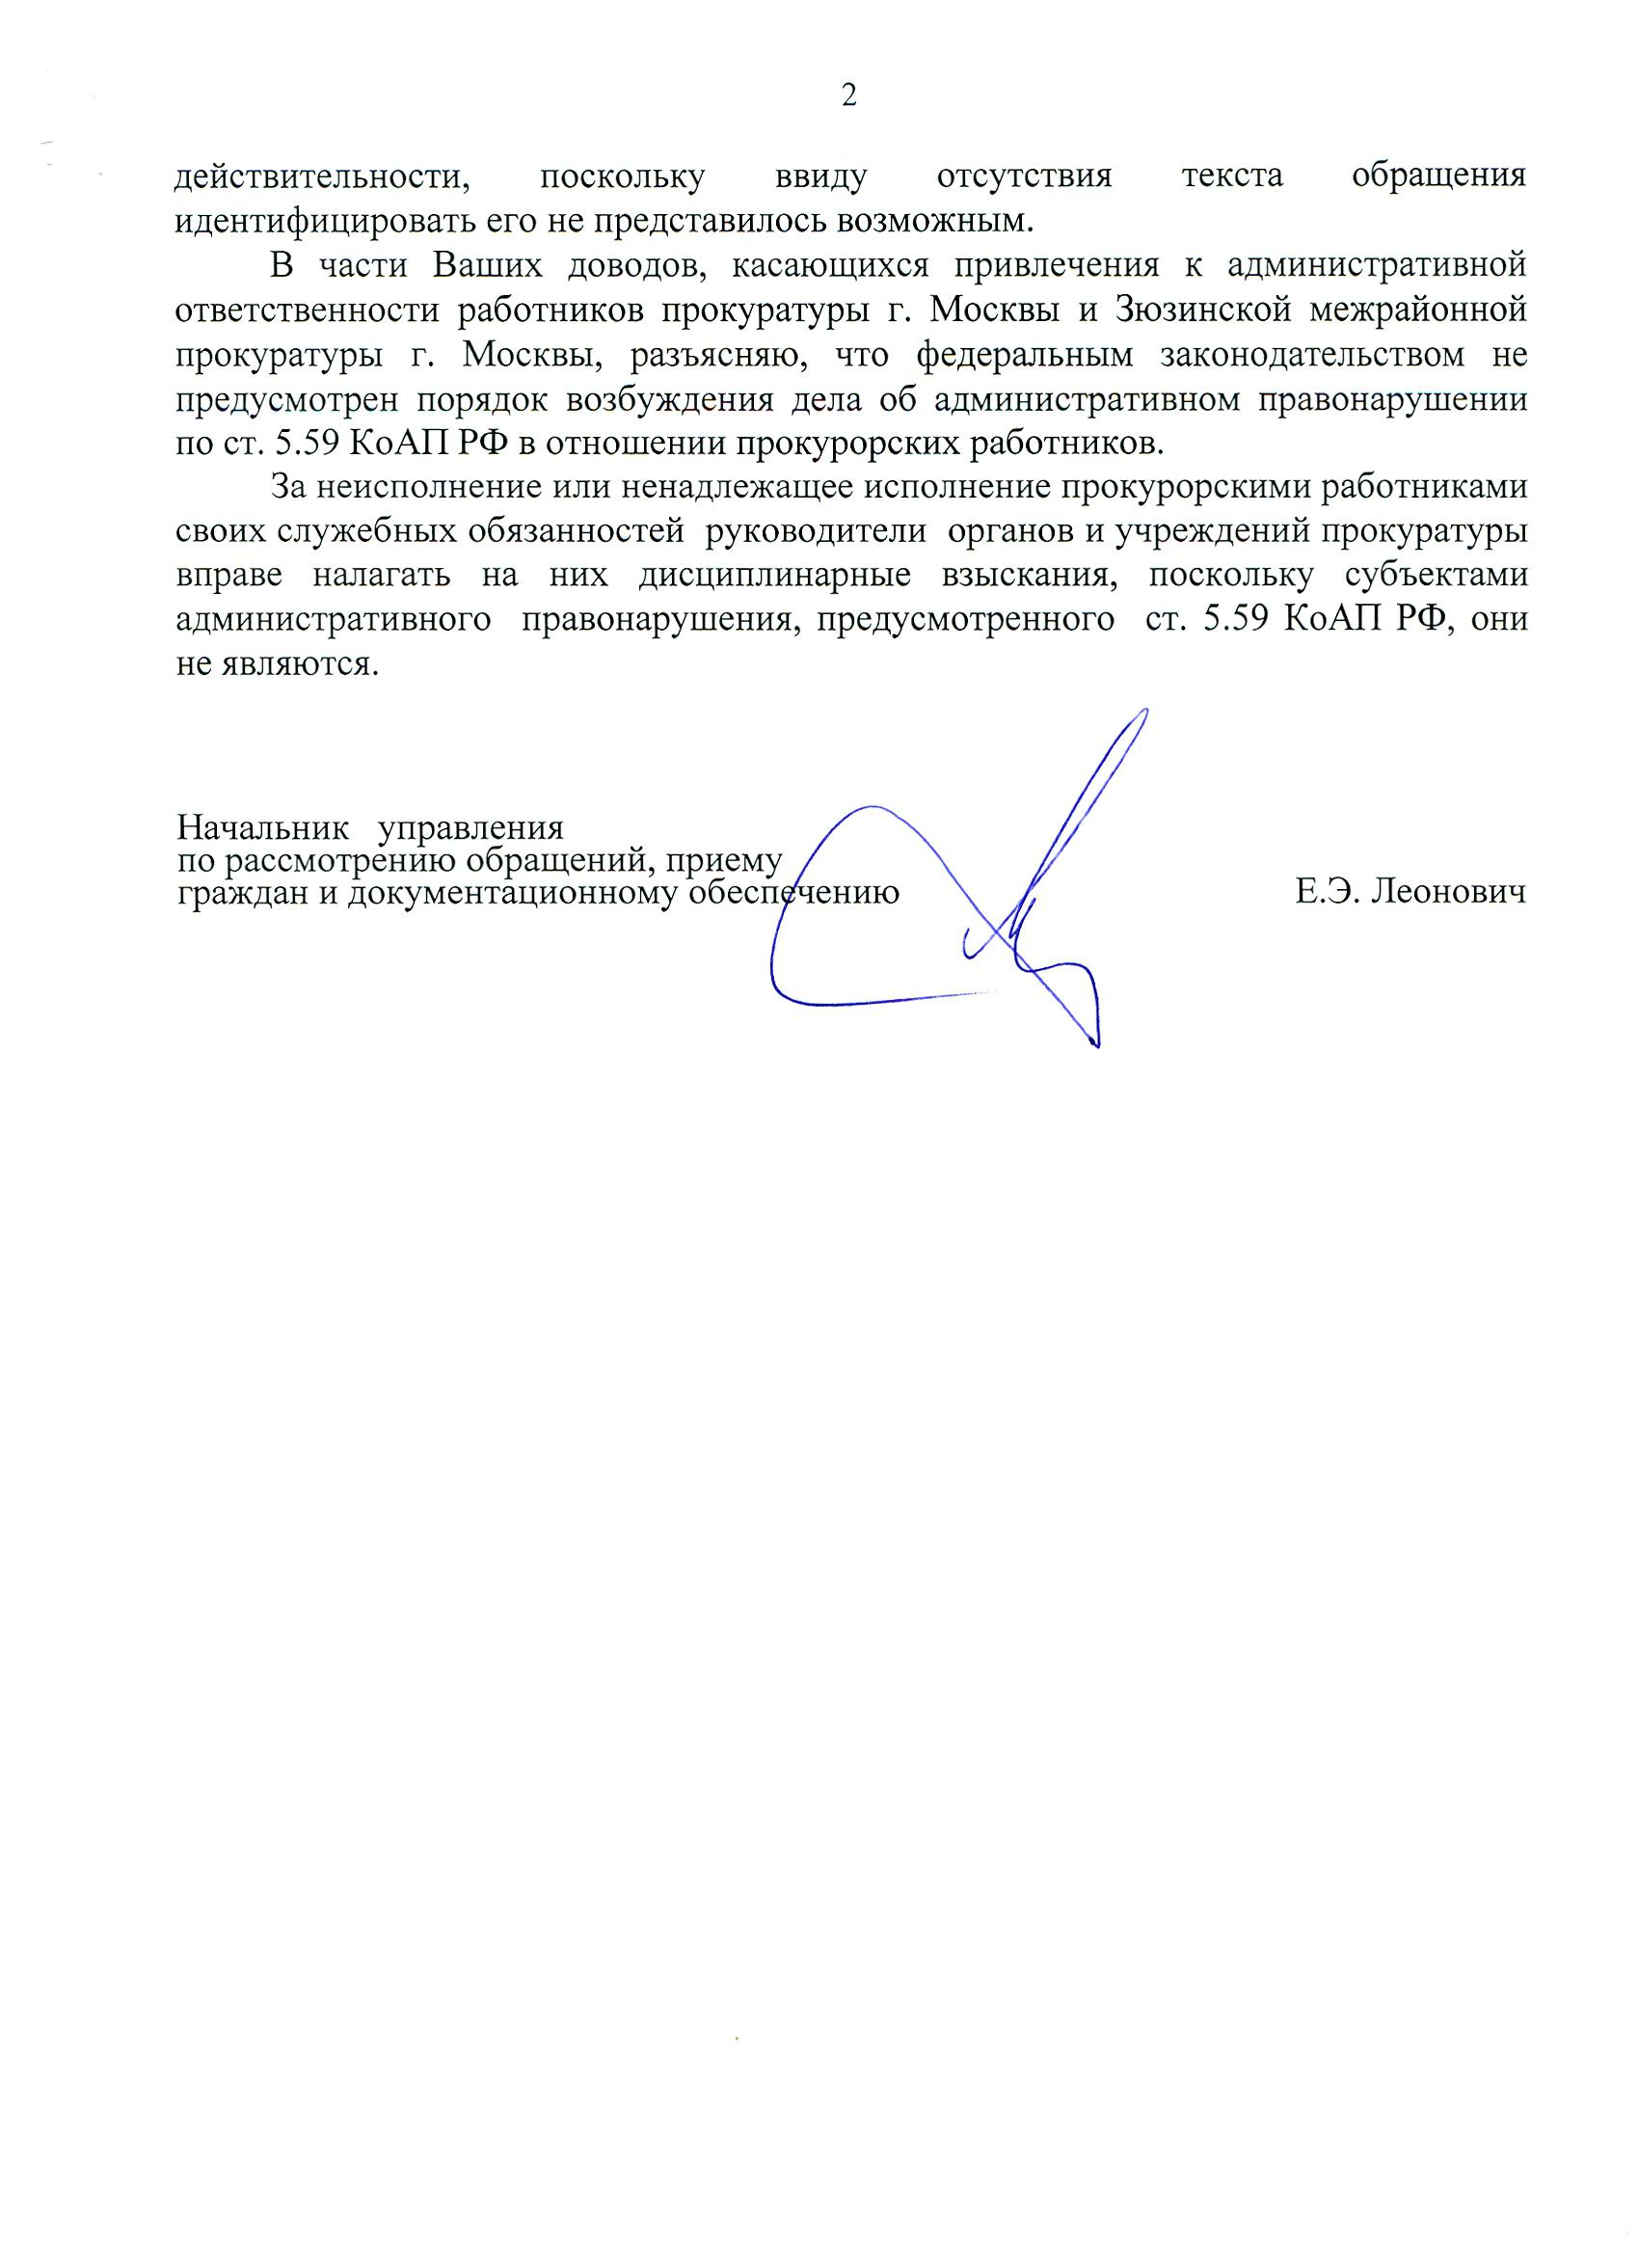 2
действительности, поскольку ввиду отсутствия текста обращения
идентифицировать его не представилось возможным.
В части Ваших доводов, касающихся привлечения к административной
ответственности работников прокуратуры г. Москвы и Зюзинской межрайонной
прокуратуры г. Москвы, разъясняю, что федеральным законодательством не
предусмотрен порядок возбуждения дела об административном правонарушении
по ст. 5.59 КоАП РФ в отношении прокурорских работников.
За неисполнение или ненадлежащее исполнение прокурорскими работниками
своих служебных обязанностей руководители органов и учреждений прокуратуры
вправе налагать на них дисциплинарные взыскания, поскольку субъектами
административного правонарушения, предусмотренного ст. 5.59 КоАП РФ, они
не являются.
Начальник управления
по рассмотрению обращений, приему
граждан и документационному обеспечению Е.Э. Леонович